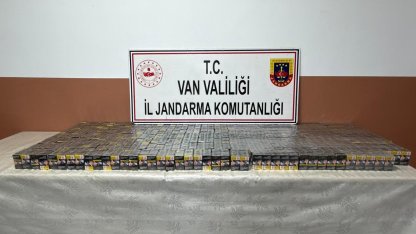 T.C.
VAN VALİLİĞİ
İL JANDARMA KOMUTANLIĞI